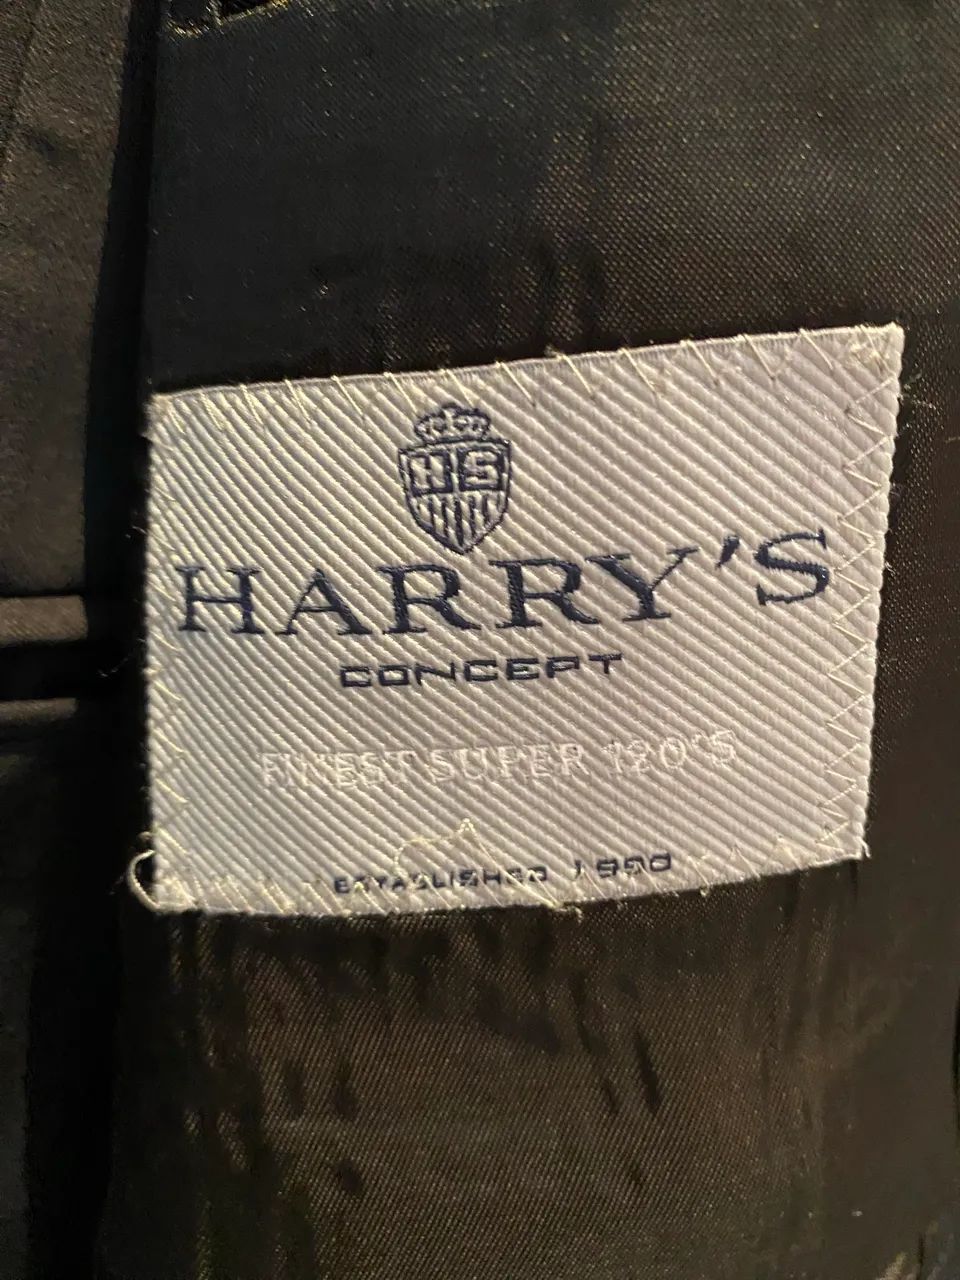 HS
HARRY'S
CONCEPT
FINEST SUPER 120'S
ESTABLISHED 1990